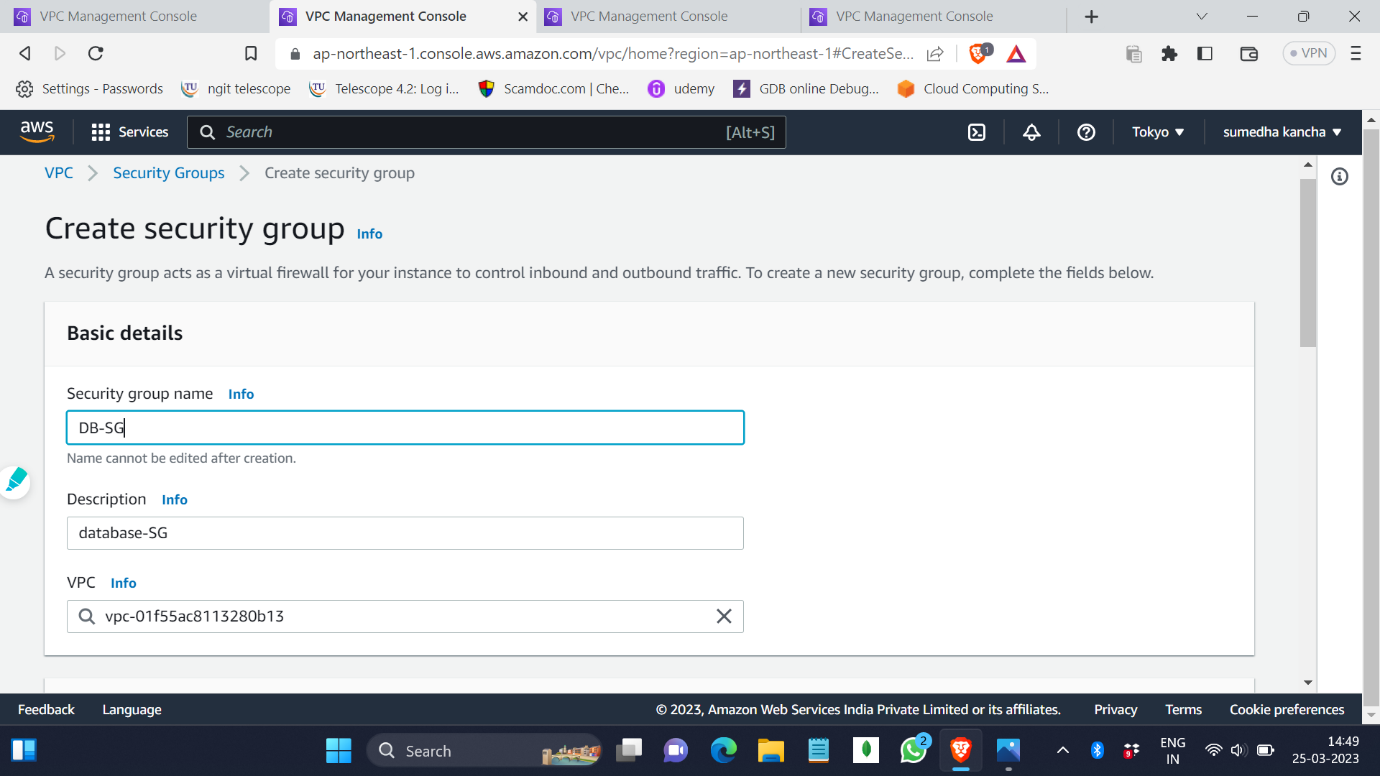 VPC Management Console
VPC Management Console
VPC Management Console
VPC Management Console
ap-northeast-1.console.aws.amazon.com/vpc/home?region=ap-northeast-1#CreateSe...
1
VPN
Settings - Passwords
TU ngit telescope
TU Telescope 4.2: Log i...
Scamdoc.com | Che...
udemy
GDB online Debug...
Cloud Computing S...
aws
Services
Search
[Alt+S]
Tokyo
sumedha kancha
VPC
Security Groups
Create security group
Create security group Info
A security group acts as a virtual firewall for your instance to control inbound and outbound traffic. To create a new security group, complete the fields below.
Basic details
Security group name Info
DB-SG
Name cannot be edited after creation.
Description Info
database-SG
VPC Info
vpc-01f55ac8113280b13
Feedback
Language
© 2023, Amazon Web Services India Private Limited or its affiliates.
Privacy
Terms
Cookie preferences
Search
2
9
ENG
IN
14:49
25-03-2023